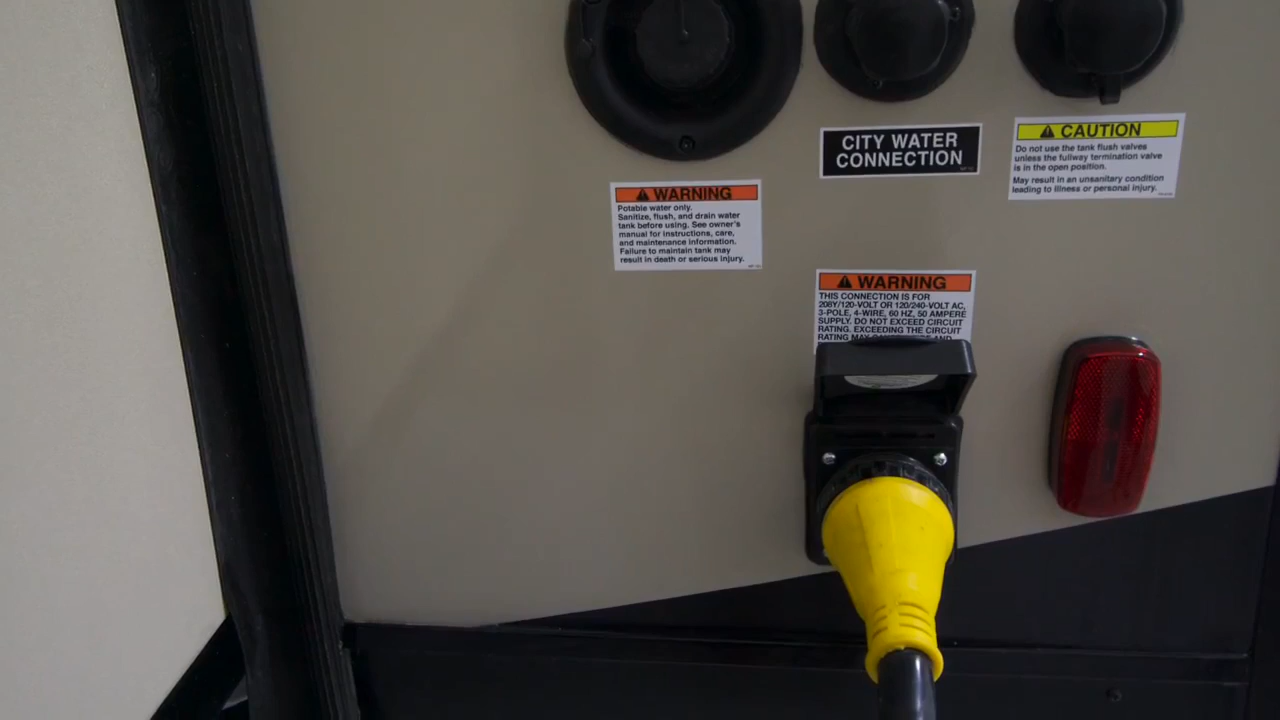 CITY WATER
CONNECTION
CAUTION
Do not use the tank flush valves
unless the fullway termination valve
is in the open position.
May result in an unsanitary condition
leading to illness or personal injury.
WARNING
Potable water only.
Sanitize, flush, and drain water
tank before using. See owner's
manual for instructions, care,
and maintenance information.
Failure to maintain tank may
result in death or serious injury.
WARNING
THIS CONNECTION IS FOR
208Y/120-VOLT OR 120/240-VOLT AC,
3-POLE, 4-WIRE, 60 HZ, 50 AMPERE
SUPPLY. DO NOT EXCEED CIRCUIT
RATING. EXCEEDING THE CIRCUIT
RATING MAY